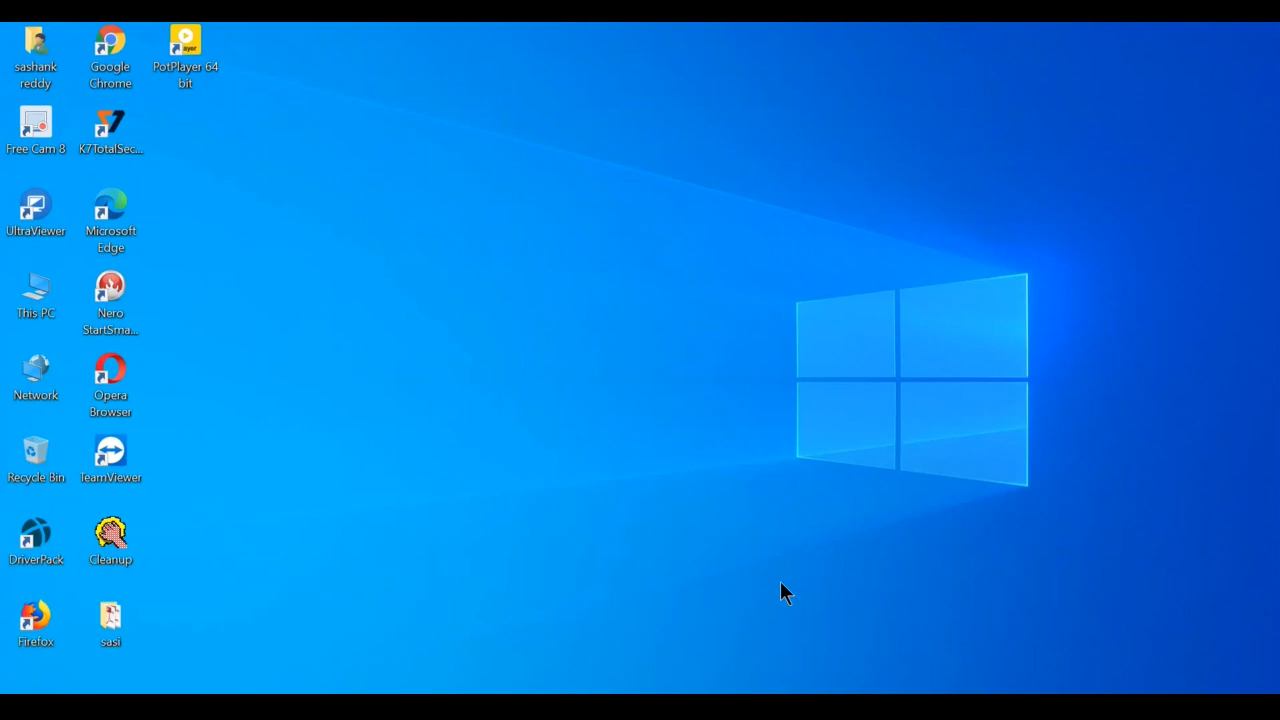 sashank
reddy
Google
Chrome
PotPlayer 64
bit
Free Cam 8
K7TotalSec...
UltraViewer
Microsoft
Edge
This PC
Nero
StartSma...
Network
Opera
Browser
Recycle Bin
TeamViewer
DriverPack
Cleanup
Firefox
sasi